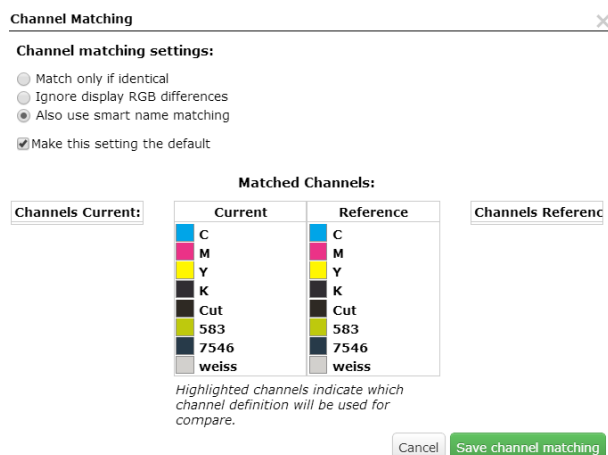 Channel Matching
Channel matching settings:
Match only if identical
Ignore display RGB differences
Also use smart name matching
Make this setting the default
Matched Channels:
Channels Current:
Current Reference
Channels Referenc
C C
M M
Y Y
K K
Cut Cut
583 583
7546 7546
weiss weiss
Highlighted channels indicate which
channel definition will be used for
compare.
Cancel Save channel matching